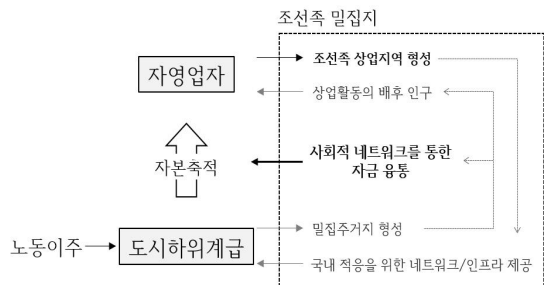 조선족 밀집지
자영업자
조선족 상업지역 형성
상업활동의 배후 인구
자본축적
사회적 네트워크를 통한
자금 융통
노동이주
도시하위계급
밀집주거지 형성
국내 적응을 위한 네트워크/인프라 제공